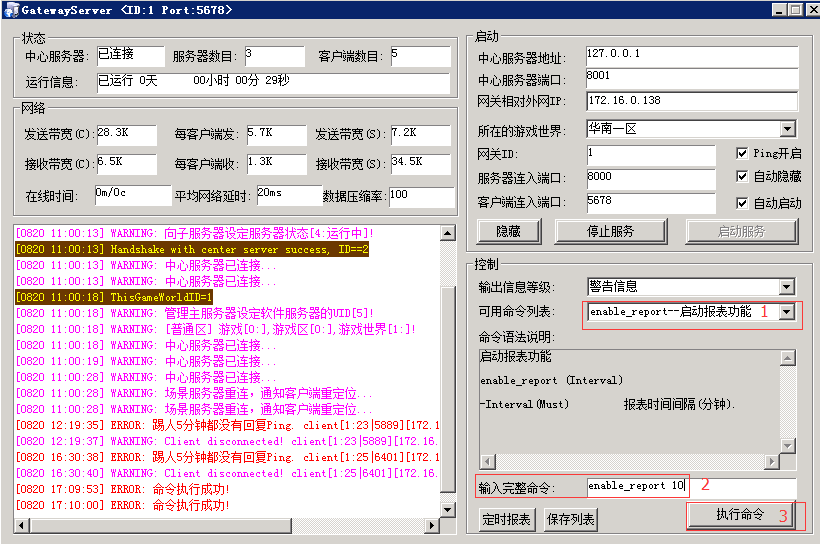 GatewayServer <ID:1 Port:5678>
状态
中心服务器: 已连接 服务器数目: 3 客户端数目: 5
运行信息: 已运行 0天 00小时 00分 29秒
网络
发送带宽(C): 28.3K 每客户端发: 5.7K 发送带宽(S): 7.2K
接收带宽(C): 6.5K 每客户端收: 1.3K 接收带宽(S): 34.5K
在线时间: 0m/0c 平均网络延时: 20ms 数据压缩率: 100
[0820 11:00:13] WARNING: 向子服务器设定服务器状态[4:运行中]!
[0820 11:00:13] Handshake with center server success, ID==2
[0820 11:00:13] WARNING: 中心服务器已连接...
[0820 11:00:13] WARNING: 中心服务器已连接...
[0820 11:00:18] ThisGameWorldID=1
[0820 11:00:18] WARNING: 管理主服务器设定软件服务器的UID[5]!
[0820 11:00:18] WARNING: [普通区] 游戏[0:],游戏区[0:],游戏世界[1:]!
[0820 11:00:18] WARNING: 中心服务器已连接...
[0820 11:00:19] WARNING: 中心服务器已连接...
[0820 11:00:28] WARNING: 中心服务器已连接...
[0820 11:00:28] WARNING: 场景服务器重连，通知客户端重定位...
[0820 11:00:28] WARNING: 场景服务器重连，通知客户端重定位...
[0820 12:19:35] ERROR: 踢人5分钟都没有回复Ping. client[1:23|5889][172.1
[0820 12:19:37] WARNING: Client disconnected! client[1:23|5889][172.16.
[0820 16:30:38] ERROR: 踢人5分钟都没有回复Ping. client[1:25|6401][172.1
[0820 16:30:40] WARNING: Client disconnected! client[1:25|6401][172.16.
[0820 17:09:53] ERROR: 命令执行成功!
[0820 17:10:00] ERROR: 命令执行成功!
启动
中心服务器地址: 127.0.0.1
中心服务器端口: 8001
网关相对外网IP: 172.16.0.138
所在的游戏世界: 华南一区
网关ID: 1 Ping开启
服务器连入端口: 8000 自动隐藏
客户端连入端口: 5678 自动启动
隐藏 停止服务 启动服务
控制
输出信息等级: 警告信息
可用命令列表: enable_report--启动报表功能 1
命令语法说明:
启动报表功能
enable_report (Interval)
-Interval(Must) 报表时间间隔(分钟).
输入完整命令: enable_report 10 2
定时报表 保存列表 执行命令 3